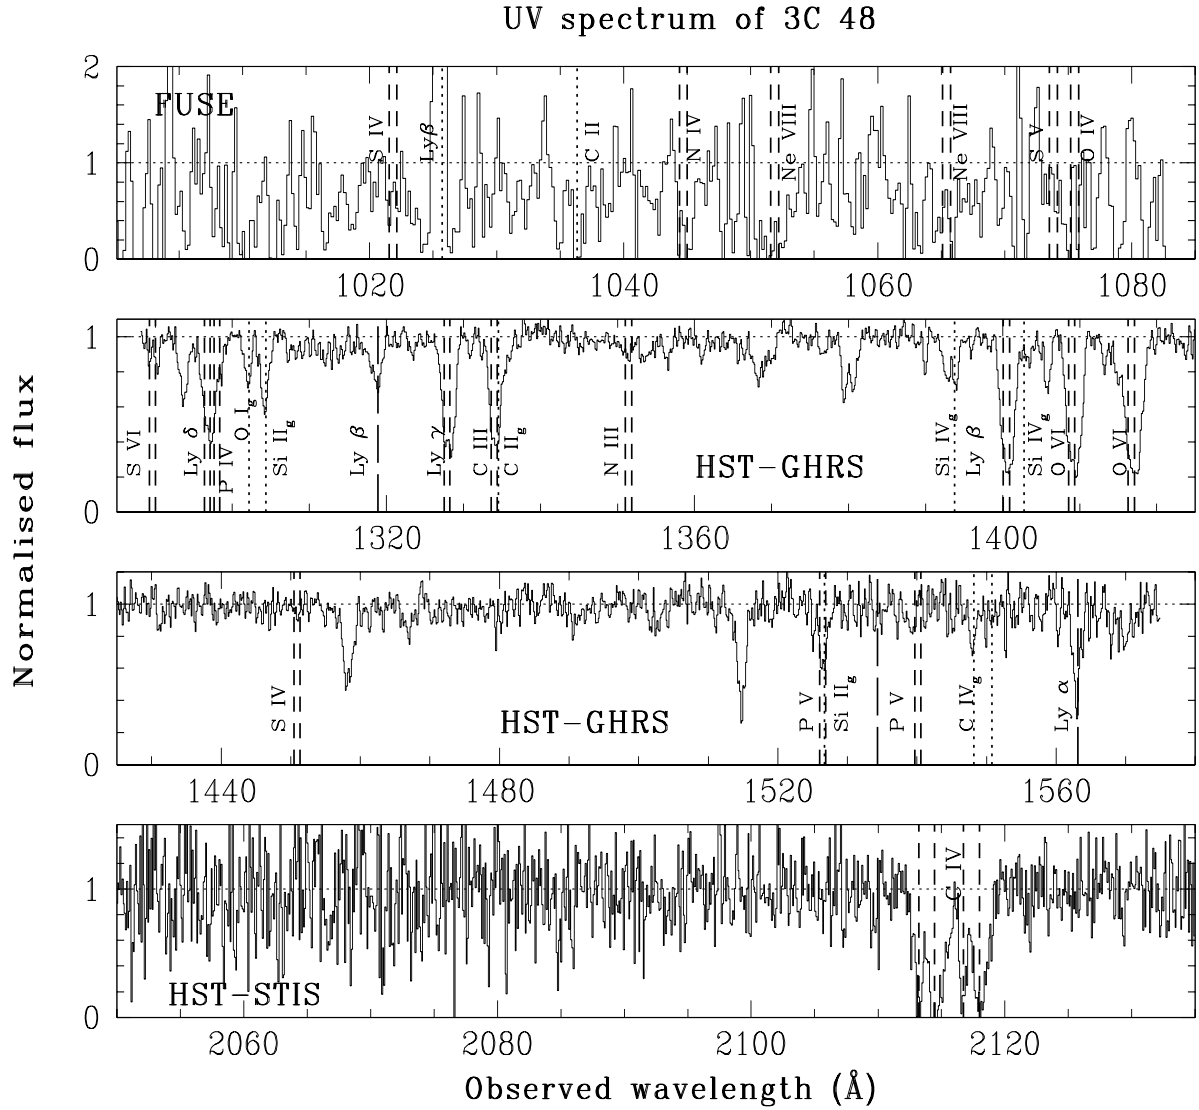 UV spectrum of 3C 48
Normalised flux
2
1
0
FUSE
S IV
Lyβ
C II
N IV
Ne VIII
Ne VIII
S V
O IV
1020
1040
1060
1080
1
0
S VI
Ly δ
P IV
O Ig
Si IIg
Ly β
Ly γ
C III
C IIg
N III
HST-GHRS
Si IVg
Ly β
Si IVg
O VI
O VI
1320
1360
1400
1
0
S IV
HST-GHRS
P V
Si IIg
P V
C IVg
Ly α
1440
1480
1520
1560
1
0
HST-STIS
C IV
2060
2080
2100
2120
Observed wavelength (Å)